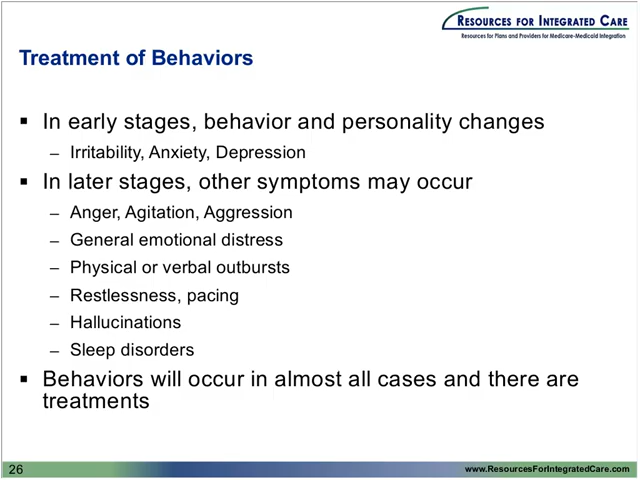 RESOURCES FOR INTEGRATED CARE
Resources for Plans and Providers for Medicare-Medicaid Integration
Treatment of Behaviors
▪ In early stages, behavior and personality changes
– Irritability, Anxiety, Depression
▪ In later stages, other symptoms may occur
– Anger, Agitation, Aggression
– General emotional distress
– Physical or verbal outbursts
– Restlessness, pacing
– Hallucinations
– Sleep disorders
▪ Behaviors will occur in almost all cases and there are
treatments
26
www.ResourcesForIntegratedCare.com